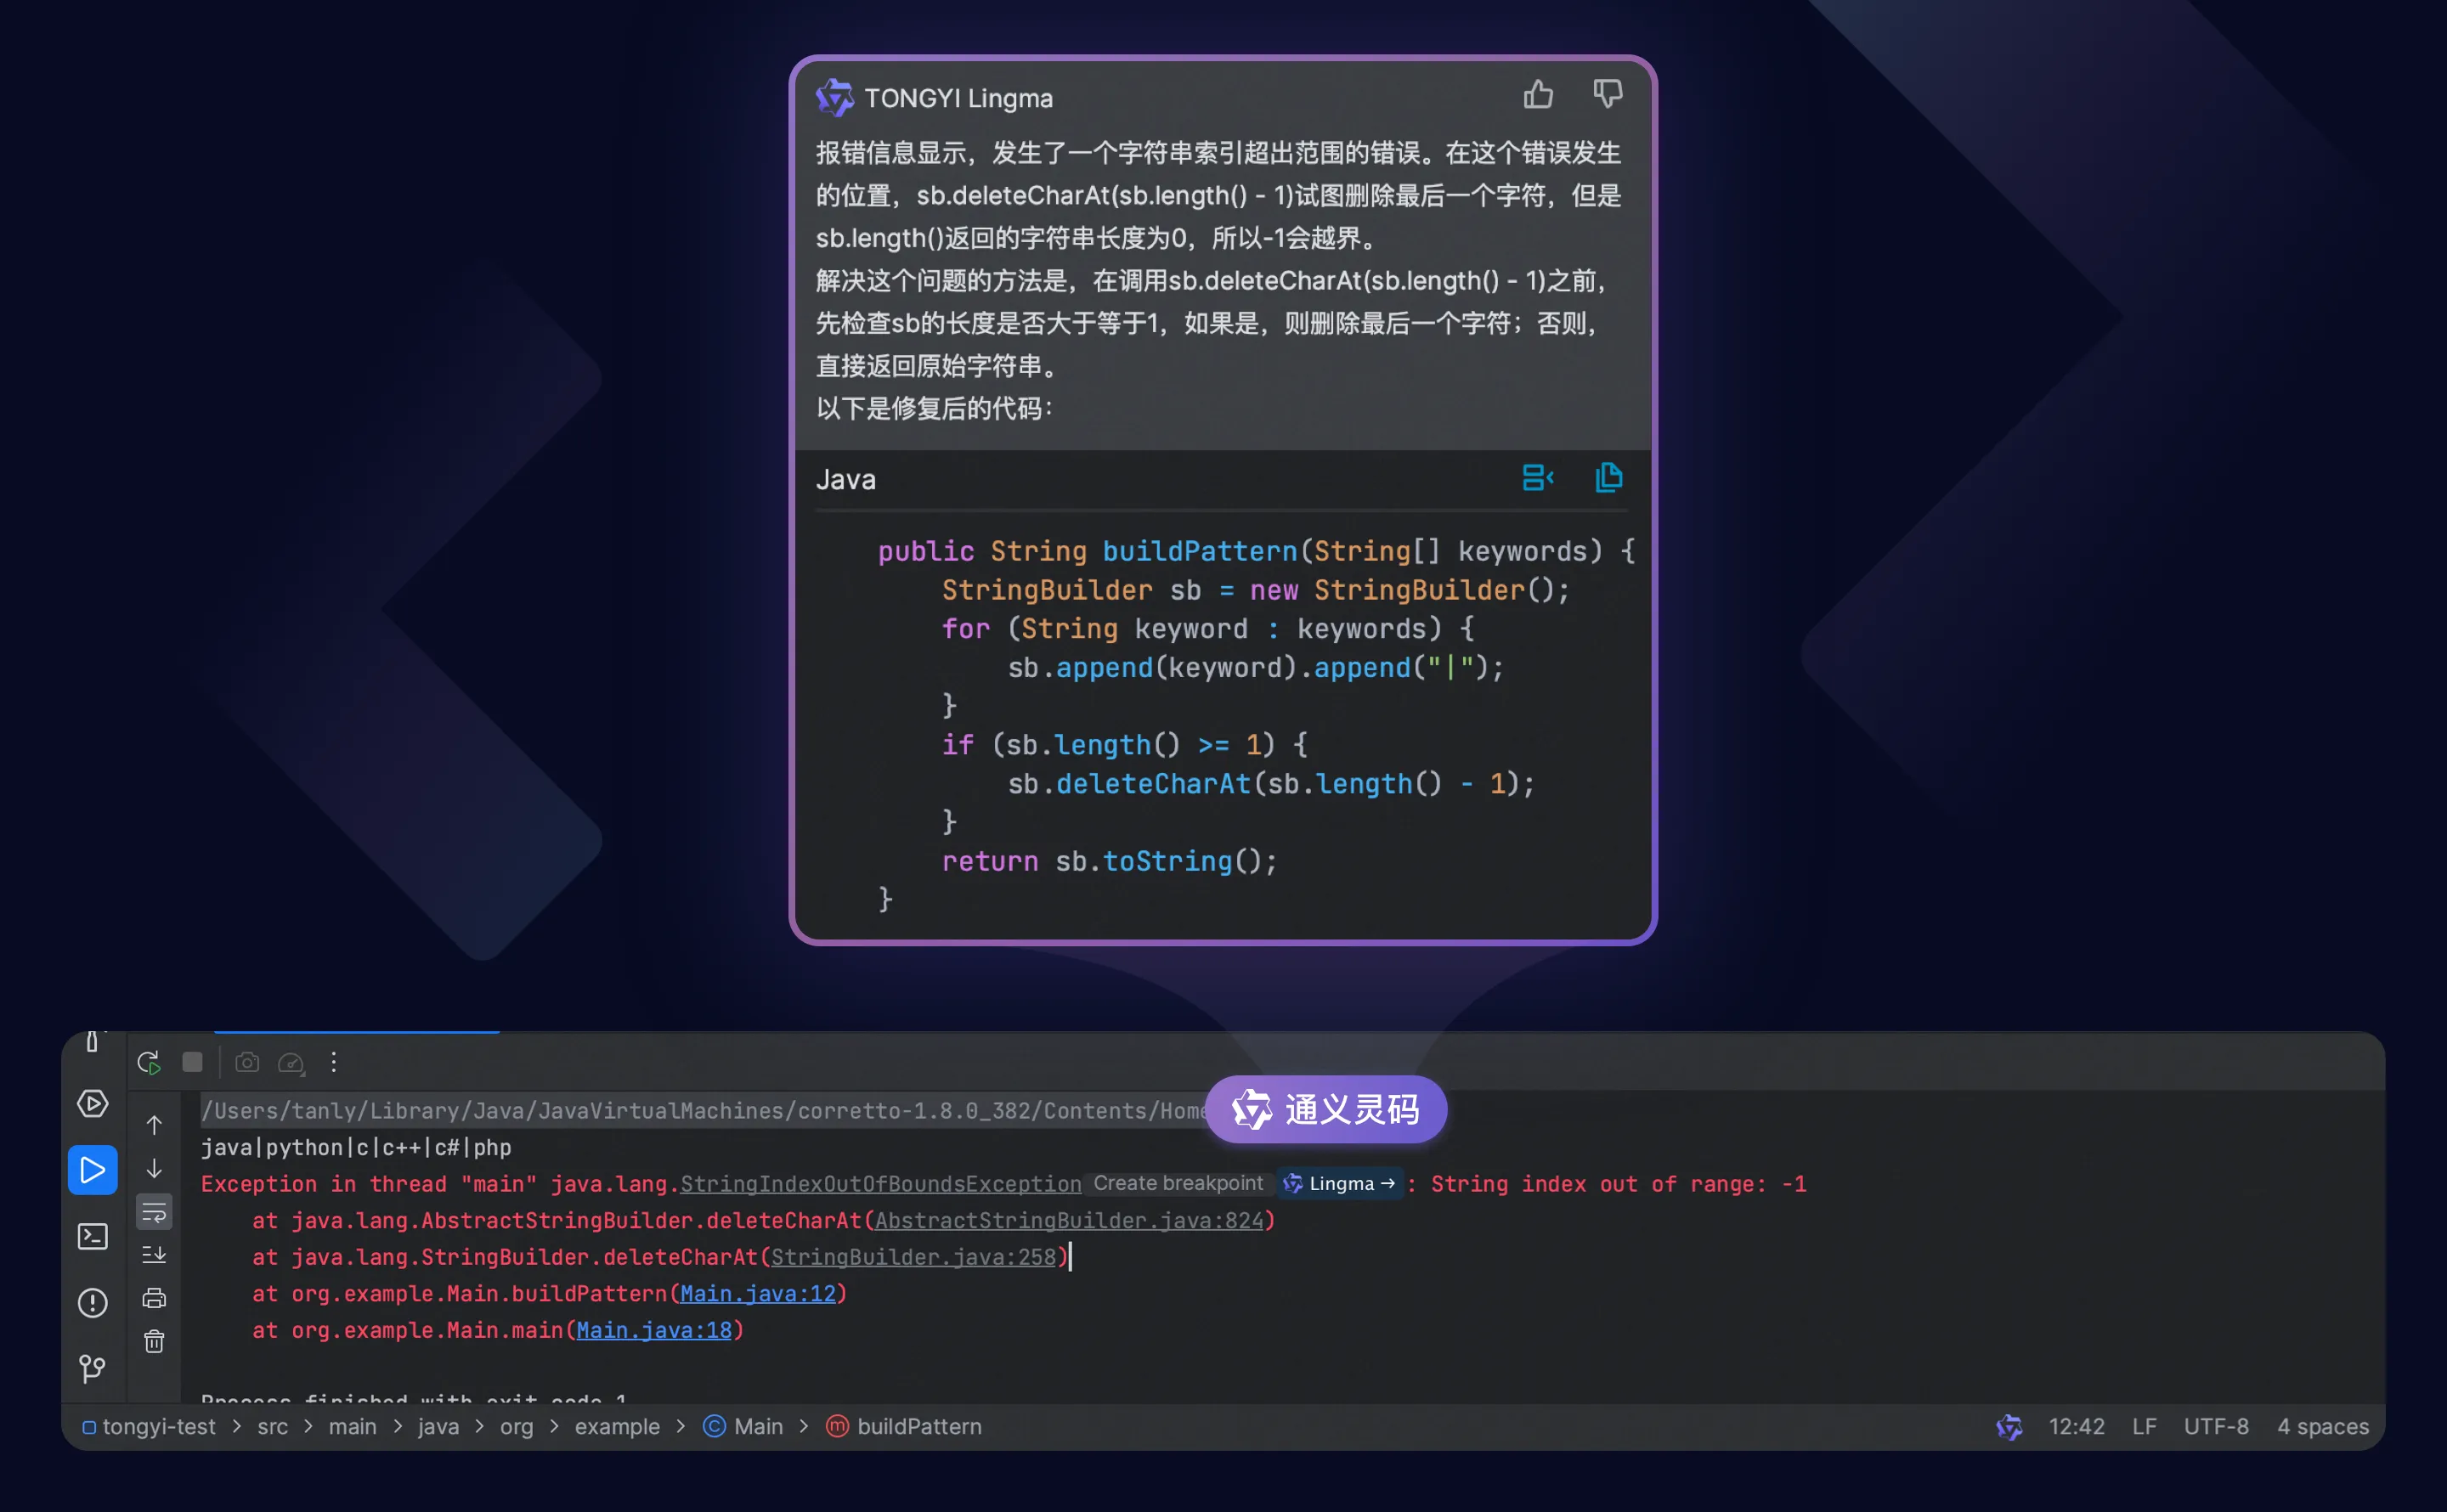 TONGYI Lingma
报错信息显示，发生了一个字符串索引超出范围的错误。在这个错误发生
的位置，sb.deleteCharAt(sb.length() - 1)试图删除最后一个字符，但是
sb.length()返回的字符串长度为0，所以-1会越界。
解决这个问题的方法是，在调用sb.deleteCharAt(sb.length() - 1)之前，
先检查sb的长度是否大于等于1，如果是，则删除最后一个字符；否则，
直接返回原始字符串。
以下是修复后的代码：
Java
public String buildPattern(String[] keywords) {
    StringBuilder sb = new StringBuilder();
    for (String keyword : keywords) {
        sb.append(keyword).append("|");
    }
    if (sb.length() >= 1) {
        sb.deleteCharAt(sb.length() - 1);
    }
    return sb.toString();
}
/Users/tanly/Library/Java/JavaVirtualMachines/corretto-1.8.0_382/Contents/Home
通义灵码
java|python|c|c++|c#|php
Exception in thread "main" java.lang.StringIndexOutOfBoundsException Create breakpoint Lingma → : String index out of range: -1
    at java.lang.AbstractStringBuilder.deleteCharAt(AbstractStringBuilder.java:824)
    at java.lang.StringBuilder.deleteCharAt(StringBuilder.java:258)
    at org.example.Main.buildPattern(Main.java:12)
    at org.example.Main.main(Main.java:18)
Process finished with exit code 1
tongyi-test > src > main > java > org > example > Main > buildPattern
12:42 LF UTF-8 4 spaces